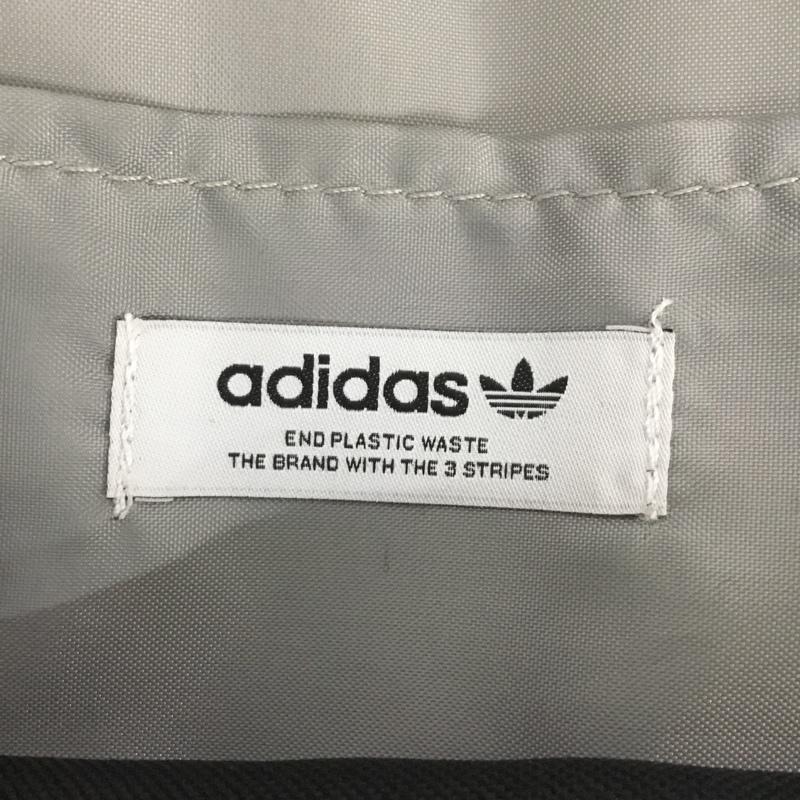 adidas
END PLASTIC WASTE
THE BRAND WITH THE 3 STRIPES